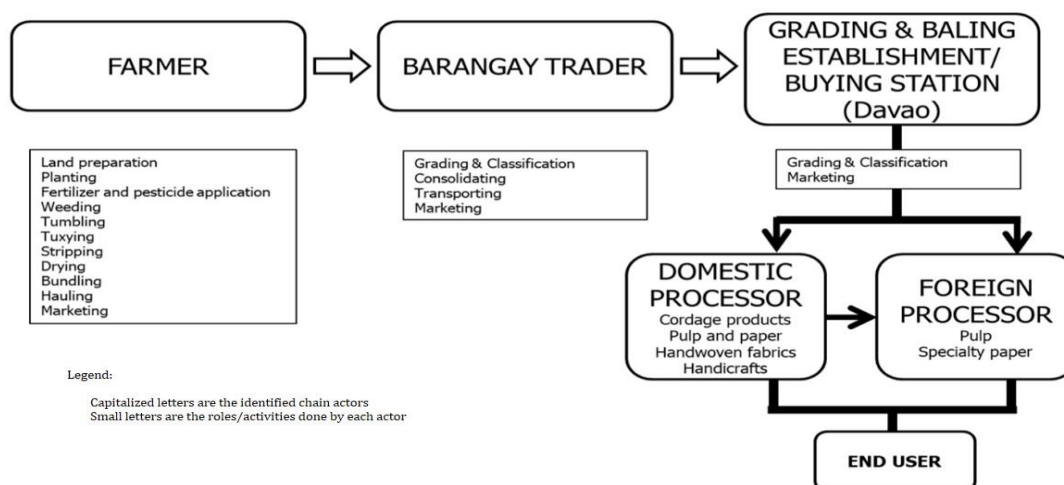 FARMER
BARANGAY TRADER
GRADING & BALING
ESTABLISHMENT/
BUYING STATION
(Davao)
Land preparation
Planting
Fertilizer and pesticide application
Weeding
Tumbling
Tuxying
Stripping
Drying
Bundling
Hauling
Marketing
Grading & Classification
Consolidating
Transporting
Marketing
Grading & Classification
Marketing
DOMESTIC
PROCESSOR
Cordage products
Pulp and paper
Handwoven fabrics
Handicrafts
FOREIGN
PROCESSOR
Pulp
Specialty paper
Legend:
Capitalized letters are the identified chain actors
Small letters are the roles/activities done by each actor
END USER